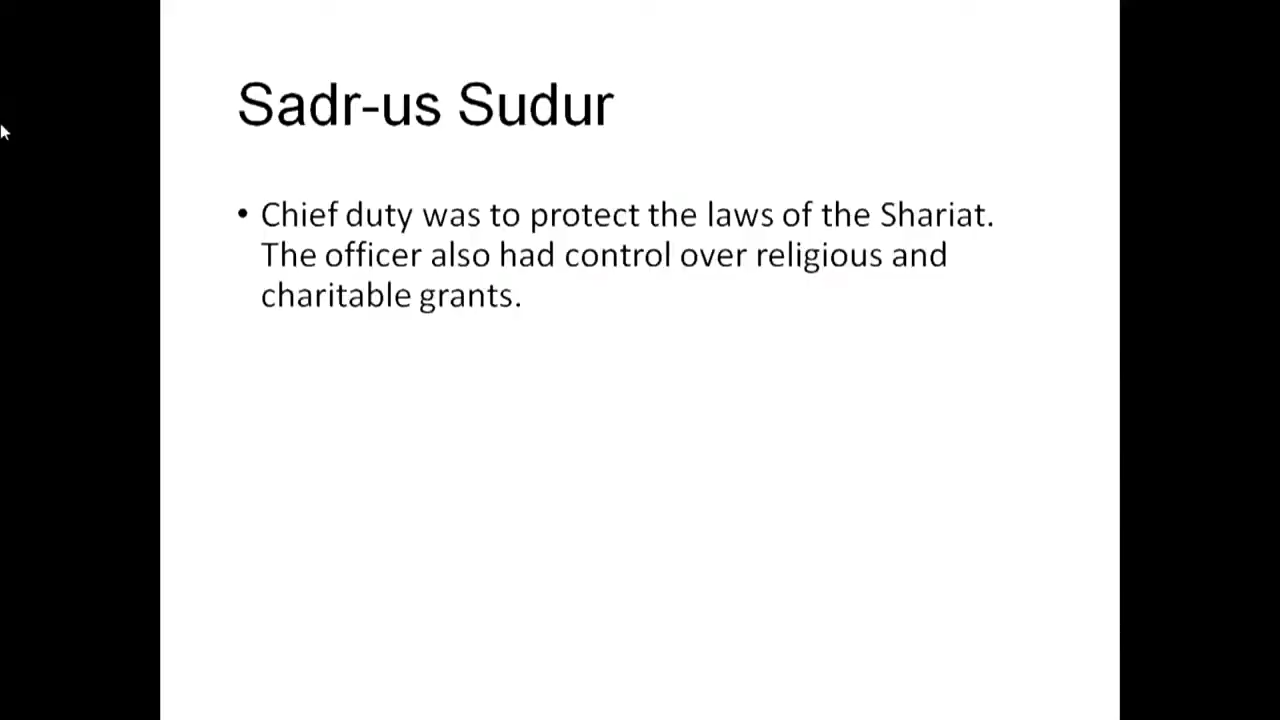 Sadr-us Sudur
• Chief duty was to protect the laws of the Shariat.
The officer also had control over religious and
charitable grants.